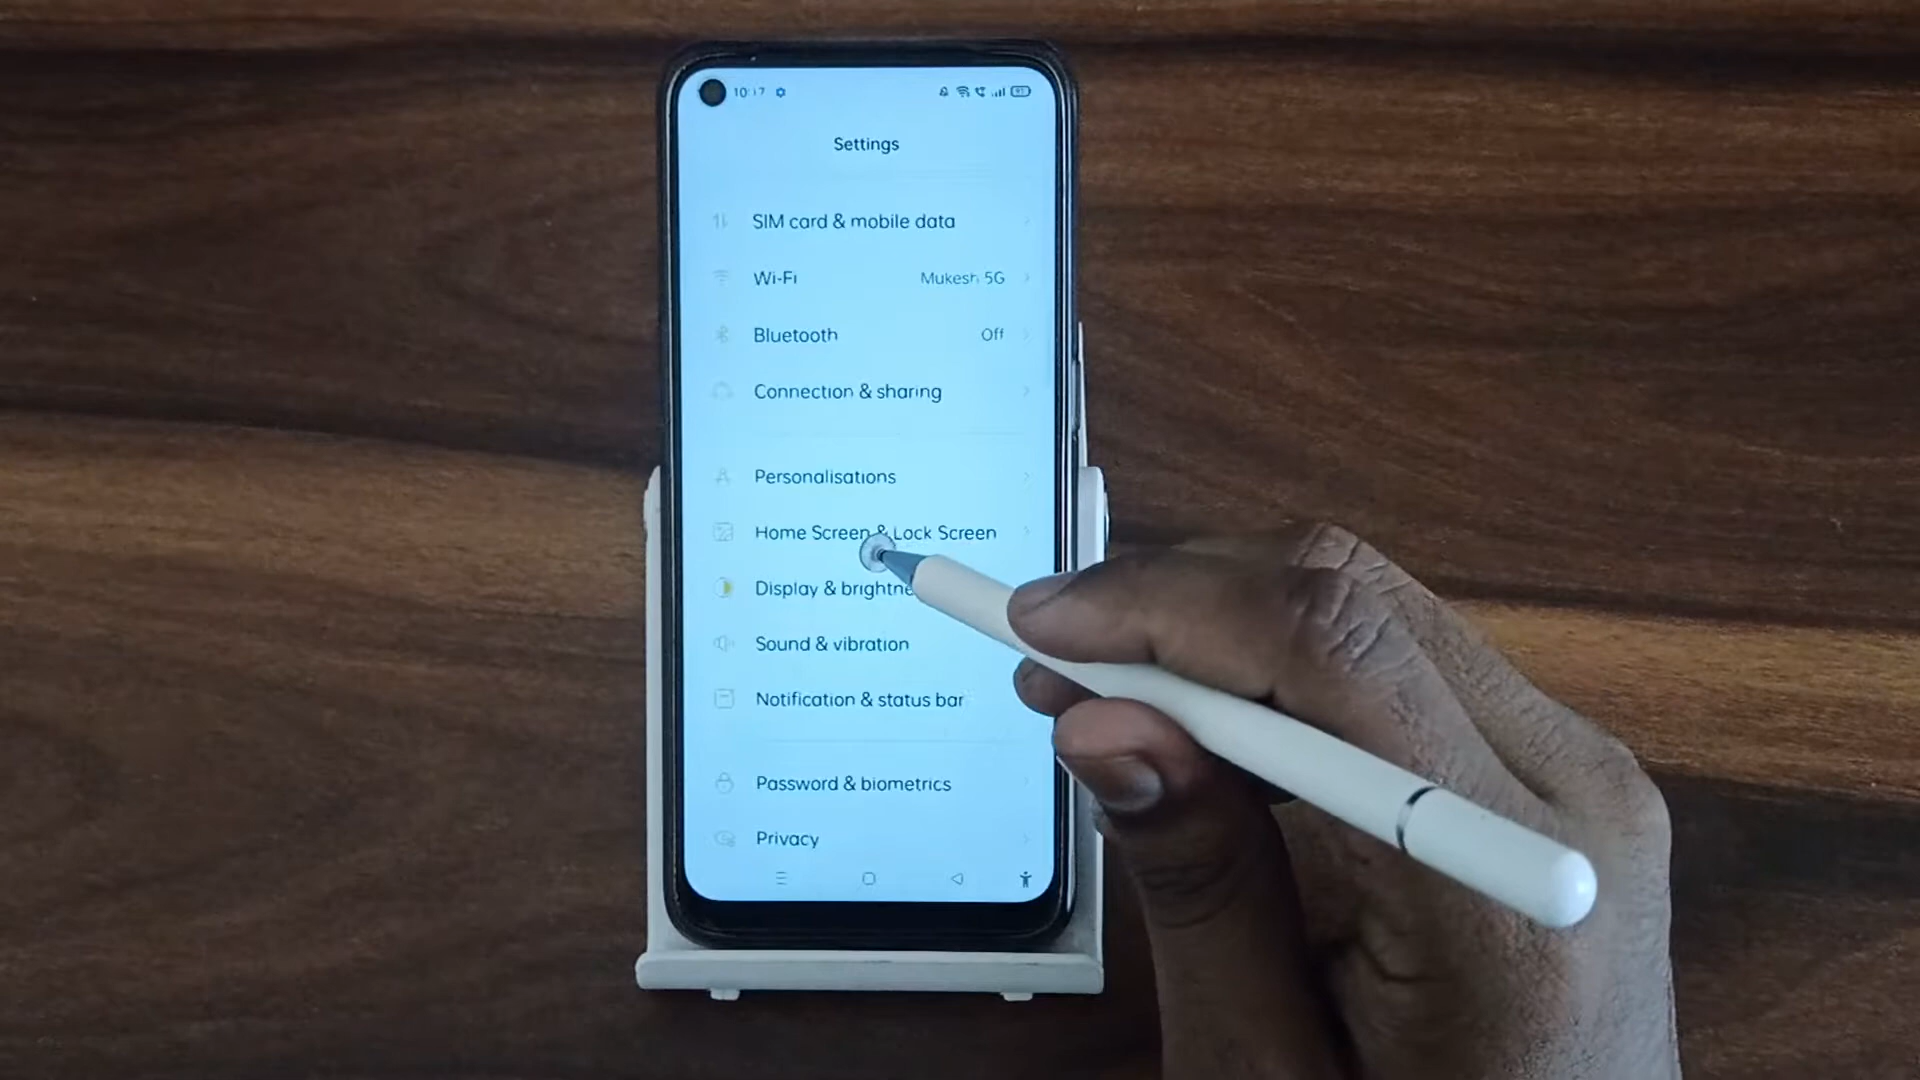 10:17
Settings
SIM card & mobile data
Wi-Fi Mukesh 5G
Bluetooth Off
Connection & sharing
Personalisations
Home Screen & Lock Screen
Display & brightne
Sound & vibration
Notification & status bar
Password & biometrics
Privacy